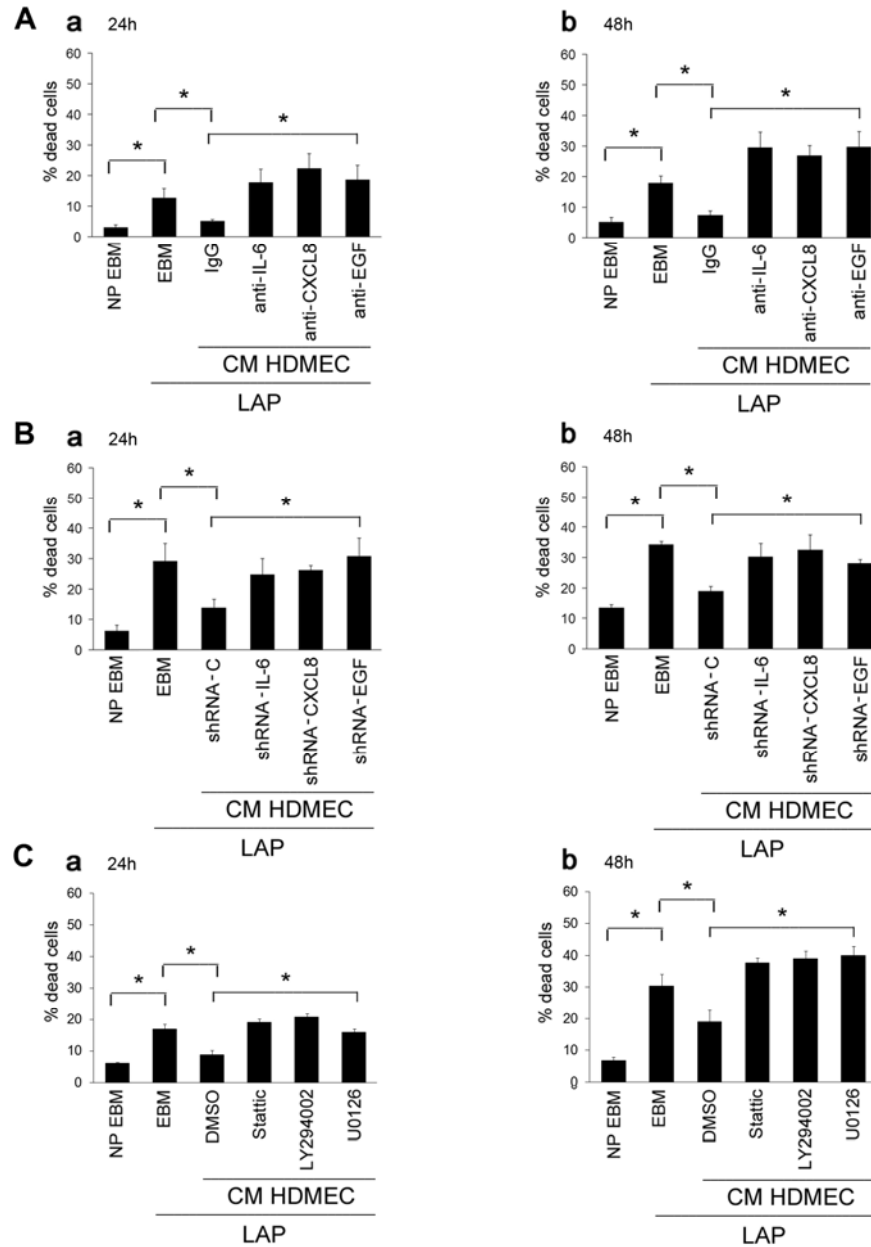 A a 24h
% dead cells
60
50
40
30
20
10
0
*
*
*
NP EBM
EBM
IgG
anti-IL-6
anti-CXCL8
anti-EGF
CM HDMEC
LAP
b 48h
% dead cells
60
50
40
30
20
10
0
*
*
*
NP EBM
EBM
IgG
anti-IL-6
anti-CXCL8
anti-EGF
CM HDMEC
LAP
B a 24h
% dead cells
60
50
40
30
20
10
0
*
*
*
NP EBM
EBM
shRNA-C
shRNA-IL-6
shRNA-CXCL8
shRNA-EGF
CM HDMEC
LAP
b 48h
% dead cells
60
50
40
30
20
10
0
*
*
*
NP EBM
EBM
shRNA-C
shRNA-IL-6
shRNA-CXCL8
shRNA-EGF
CM HDMEC
LAP
C a 24h
% dead cells
60
50
40
30
20
10
0
*
*
*
NP EBM
EBM
DMSO
Stattic
LY294002
U0126
CM HDMEC
LAP
b 48h
% dead cells
60
50
40
30
20
10
0
*
*
*
NP EBM
EBM
DMSO
Stattic
LY294002
U0126
CM HDMEC
LAP